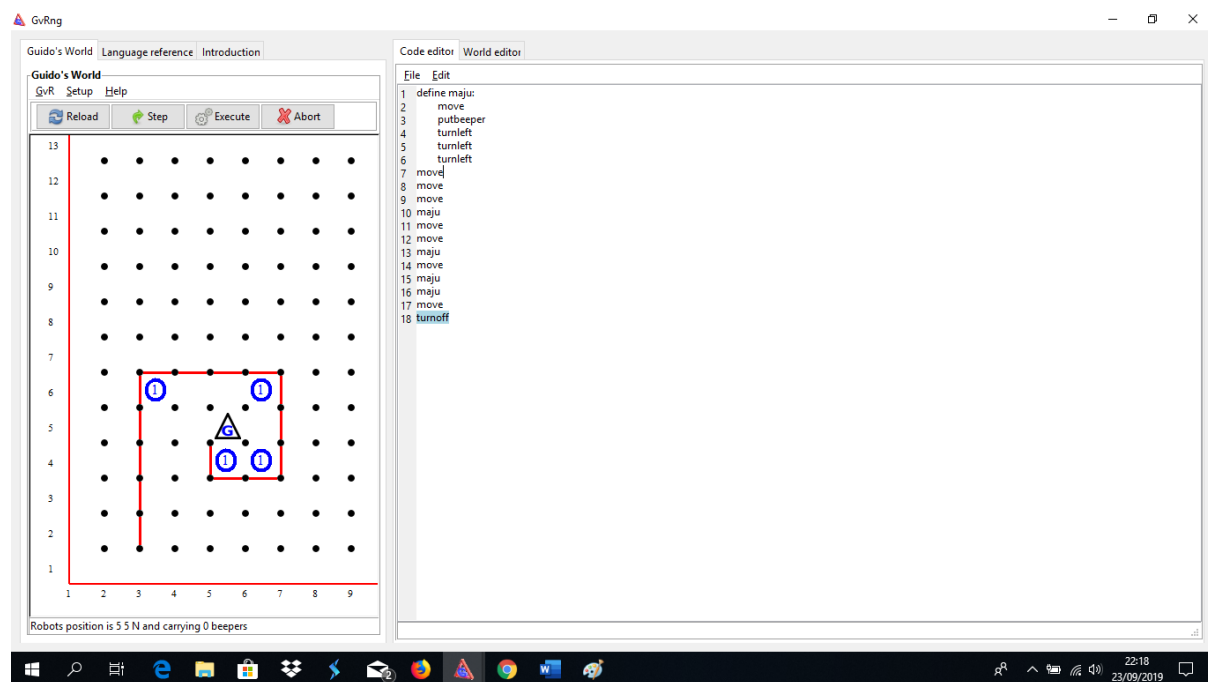 GvRng
Guido's World Language reference Introduction
Guido's World
GvR Setup Help
Reload Step Execute Abort
13
12
11
10
9
8
7
6
5
4
3
2
1
1 1
G
1 1
1 2 3 4 5 6 7 8 9
Robots position is 5 5 N and carrying 0 beepers
Code editor World editor
File Edit
1 define maju:
2 move
3 putbeeper
4 turnleft
5 turnleft
6 turnleft
7 move
8 move
9 move
10 maju
11 move
12 move
13 maju
14 move
15 maju
16 maju
17 move
18 turnoff
22:18
23/09/2019